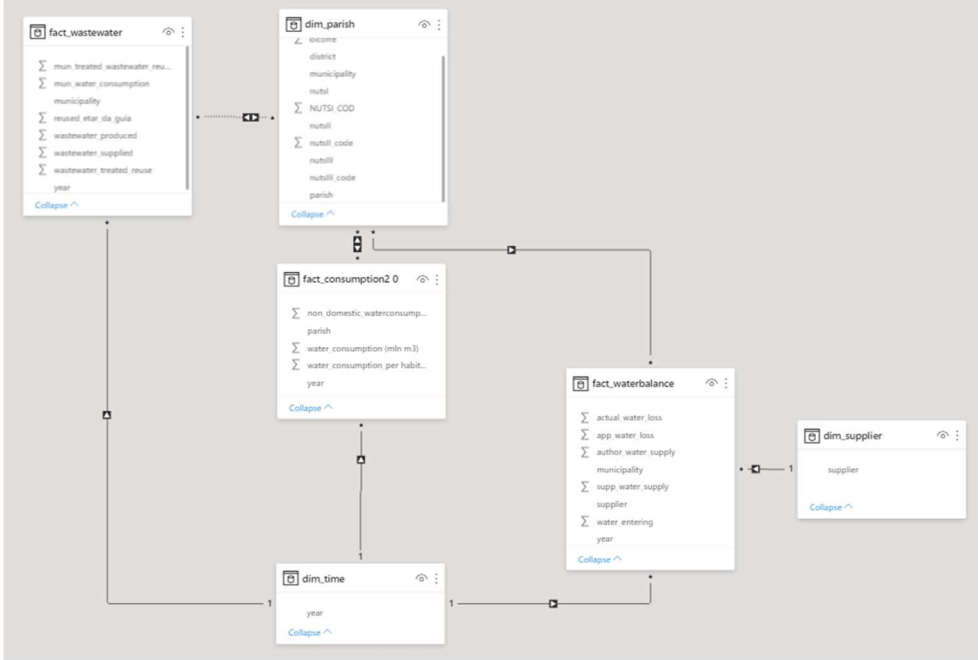 fact_wastewater
mun_treated_wastewater_reu...
mun_water_consumption
municipality
reused_etar_da_guia
wastewater_produced
wastewater_supplied
wastewater_treated_reuse
year
Collapse
dim_parish
district
municipality
nutsI
NUTSI_COD
nutsII
nutsII_code
nutsIII
nutsIII_code
parish
Collapse
fact_consumption2 0
non_domestic_waterconsump...
parish
water_consumption (mln m3)
water_consumption_per habit...
year
Collapse
fact_waterbalance
actual_water_loss
app_water_loss
author_water_supply
municipality
supp_water_supply
supplier
water_entering
year
Collapse
dim_supplier
supplier
Collapse
1
dim_time
year
Collapse
1
1
1